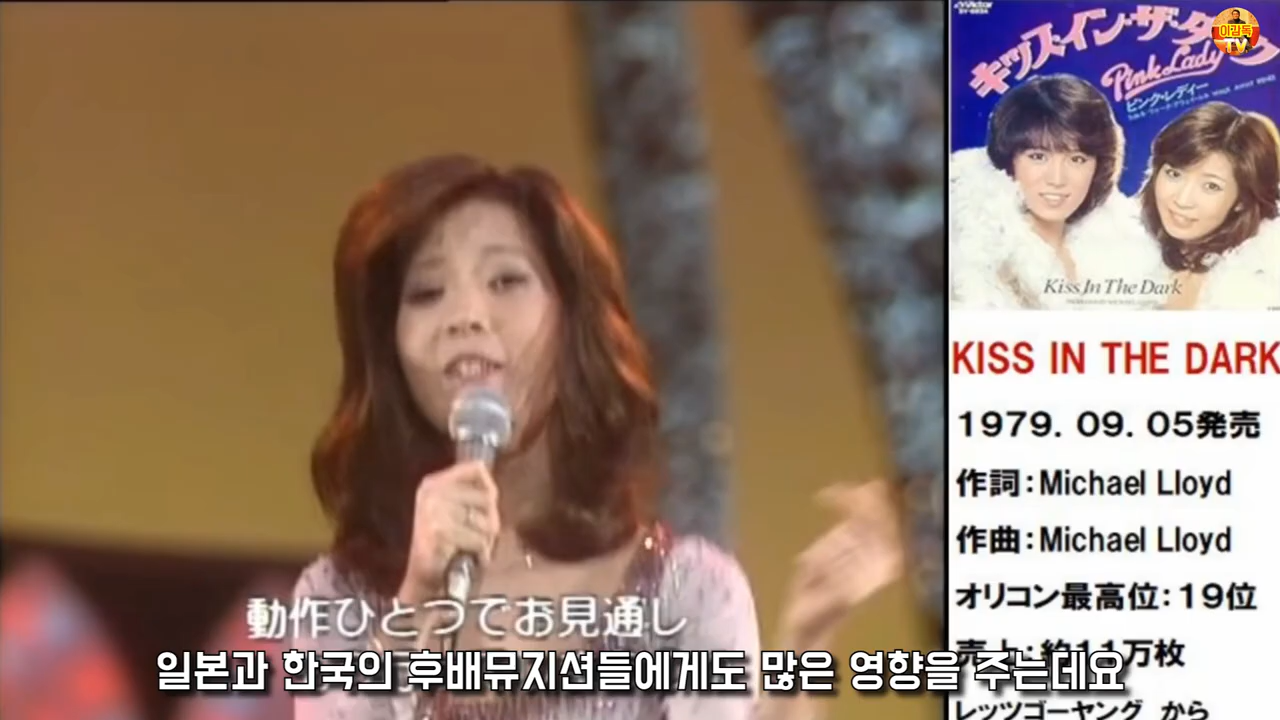 動作ひとつでお見通し
일본과 한국의 후배뮤지션들에게도 많은 영향을 주는데요
Victor
キッス・イン・ザ・ダーク
이감독
TV
Pink Lady
ピンク・レディー
Kiss In The Dark
KISS IN THE DARK
1979. 09. 05発売
作詞：Michael Lloyd
作曲：Michael Lloyd
オリコン最高位：19位
売上：約11万枚
レッツゴーヤング から